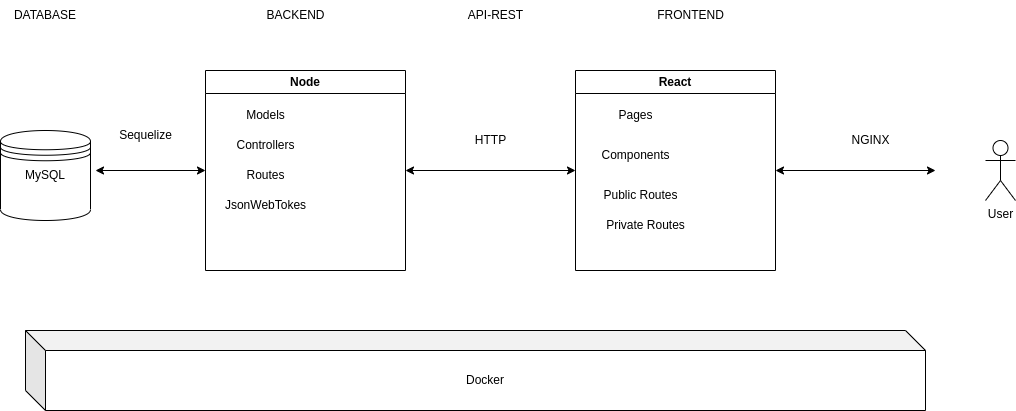 DATABASE
BACKEND
API-REST
FRONTEND
Node
React
Models
Pages
Sequelize
Controllers
HTTP
NGINX
Components
MySQL
Routes
JsonWebTokes
Public Routes
Private Routes
User
Docker